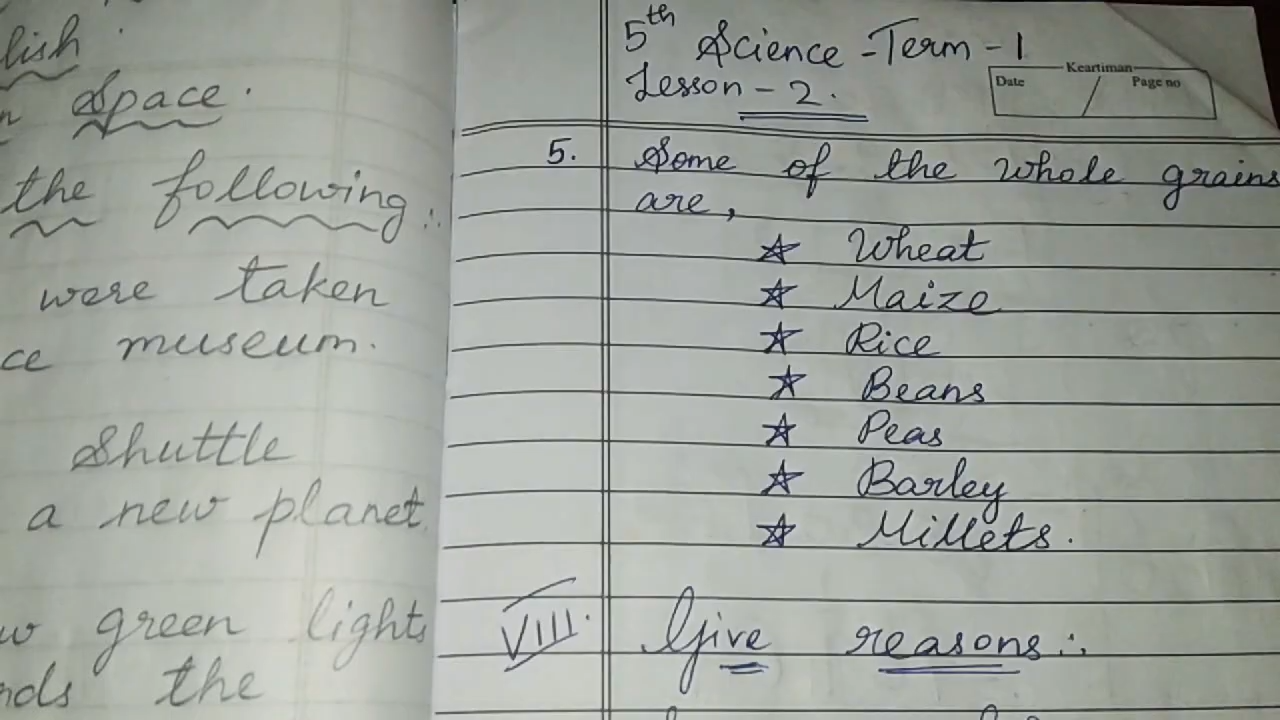 lish
Space.
the following:
were taken
ce museum.
Shuttle
a new planet
w green lights
nds the
5th Science - Term - 1
Lesson - 2.
Keartiman
Date
Page no
5. Some of the whole grains
are,
☆ Wheat
☆ Maize
☆ Rice
☆ Beans
☆ Peas
☆ Barley
☆ Millets.
VIII. Give reasons: